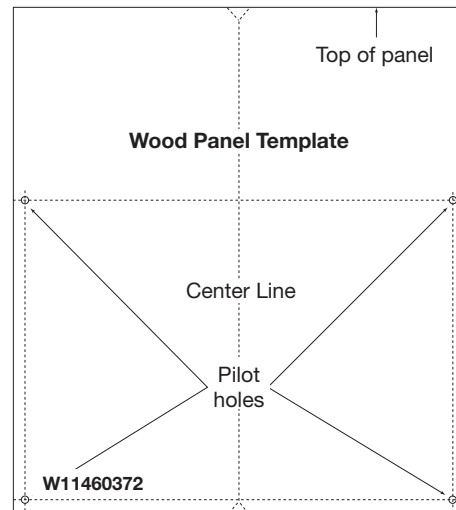 Top of panel
Wood Panel Template
Center Line
Pilot
holes
W11460372